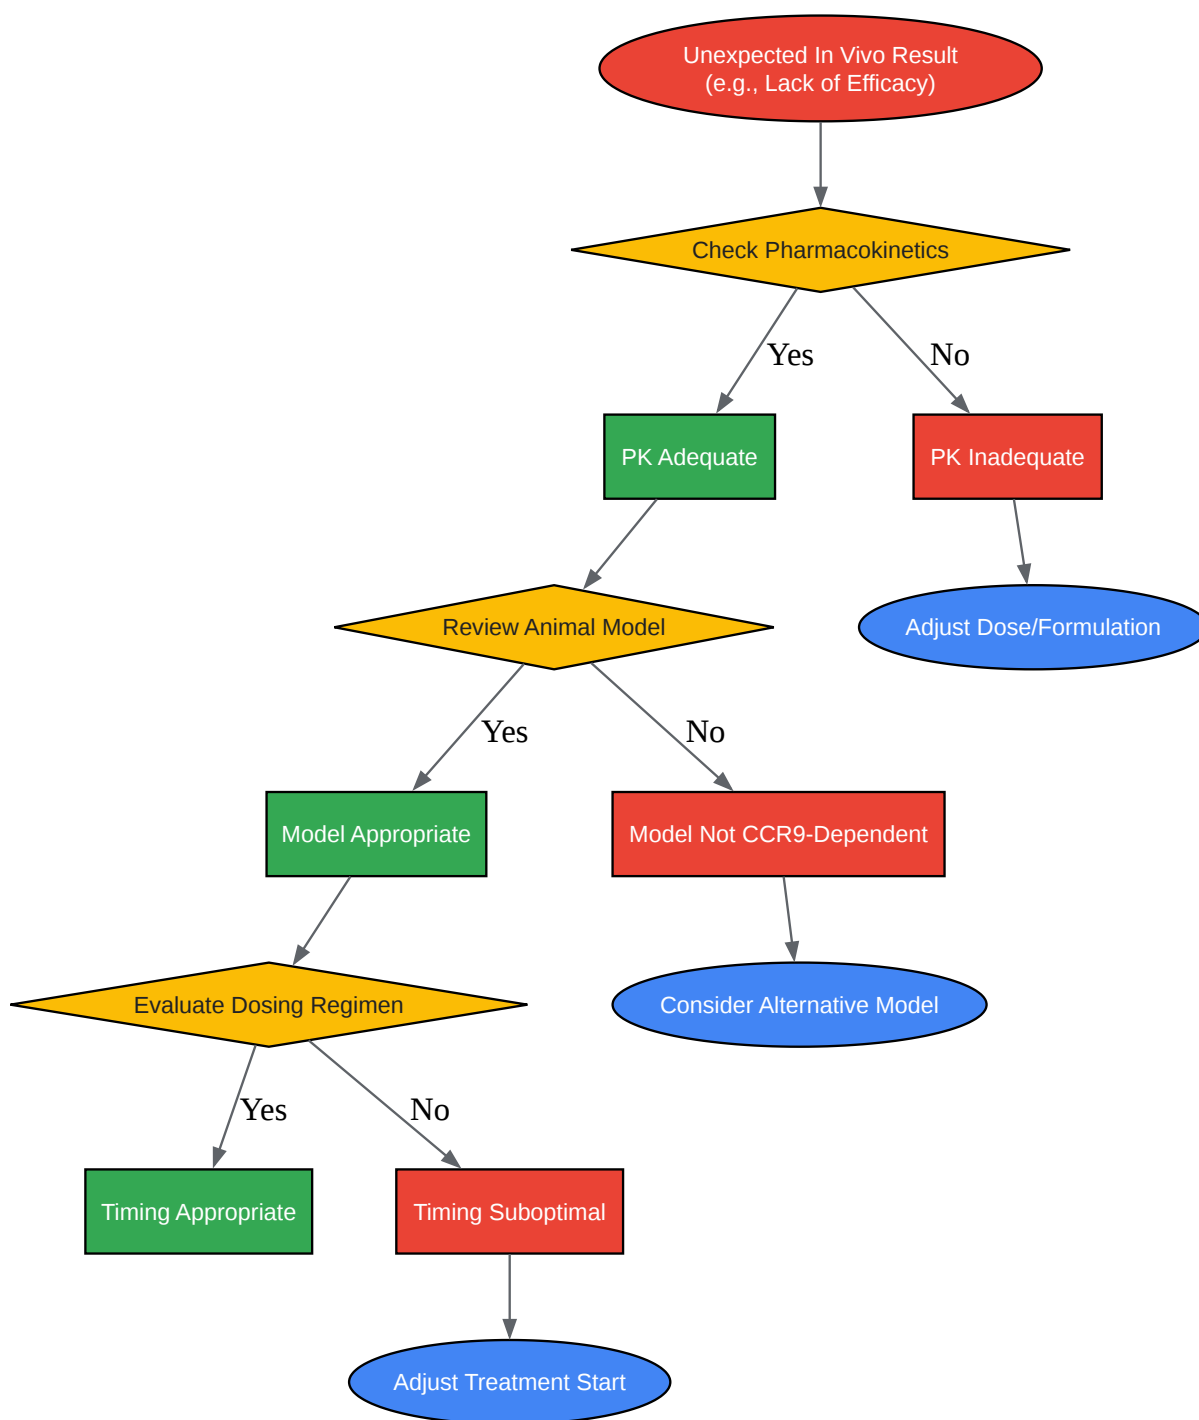 Unexpected In Vivo Result
(e.g., Lack of Efficacy)
Check Pharmacokinetics
Yes
No
PK Adequate
PK Inadequate
Review Animal Model
Adjust Dose/Formulation
Yes
No
Model Appropriate
Model Not CCR9-Dependent
Evaluate Dosing Regimen
Consider Alternative Model
Yes
No
Timing Appropriate
Timing Suboptimal
Adjust Treatment Start